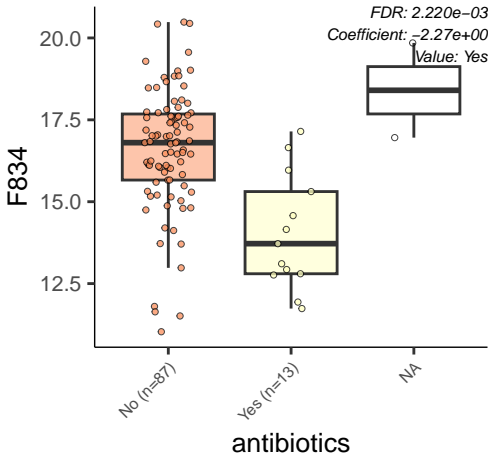 FDR: 2.220e−03
Coefficient: −2.27e+00
Value: Yes
20.0
17.5
15.0
12.5
F834
No (n=87)
Yes (n=13)
NA
antibiotics